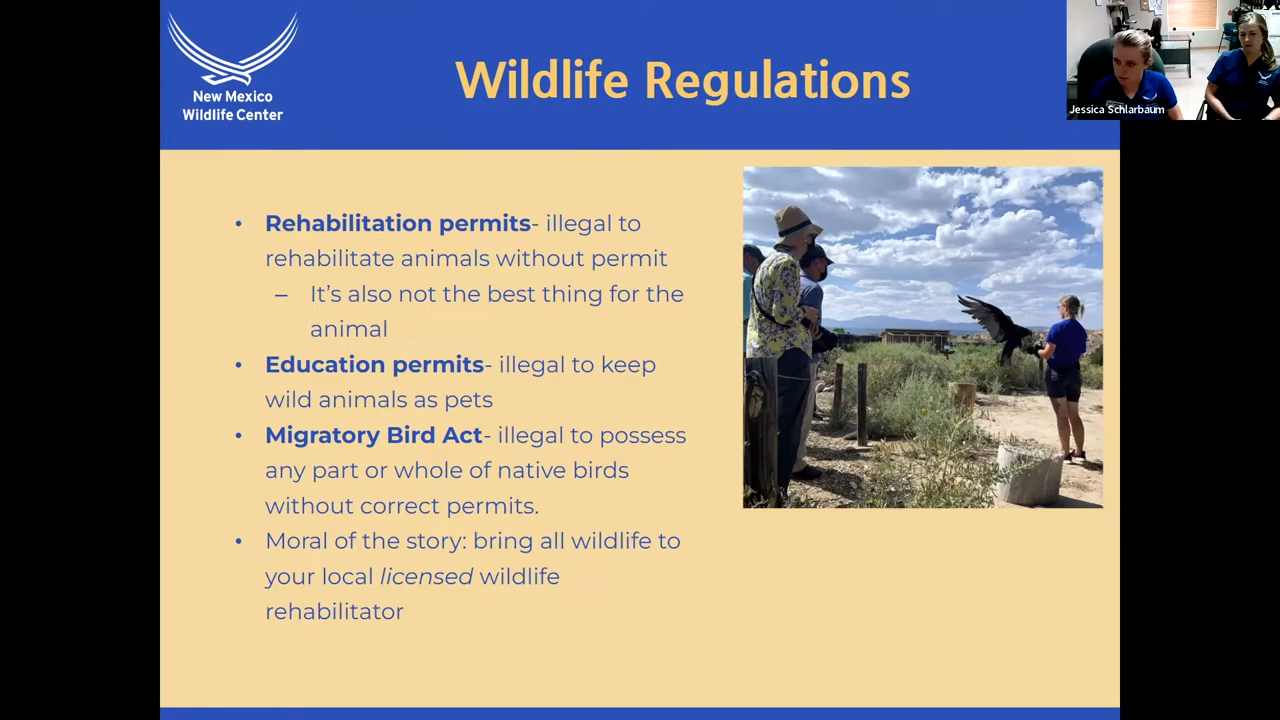 New Mexico
Wildlife Center
Wildlife Regulations
Jessica Schlarbaum
• Rehabilitation permits- illegal to
rehabilitate animals without permit
– It's also not the best thing for the
animal
• Education permits- illegal to keep
wild animals as pets
• Migratory Bird Act- illegal to possess
any part or whole of native birds
without correct permits.
• Moral of the story: bring all wildlife to
your local licensed wildlife
rehabilitator